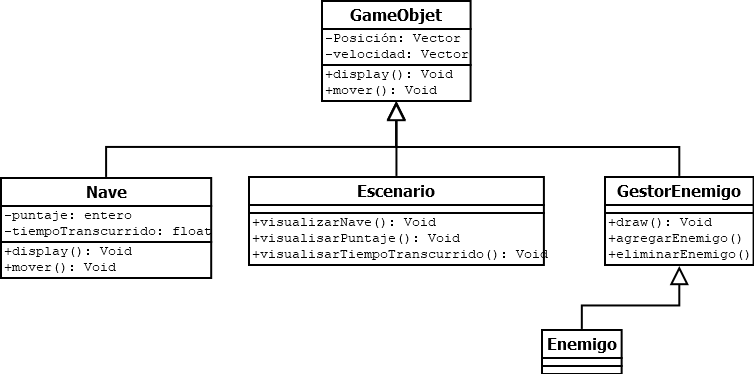 GameObjet
-Posición: Vector
-velocidad: Vector
+display(): Void
+mover(): Void
Nave
-puntaje: entero
-tiempoTranscurrido: float
+display(): Void
+mover(): Void
Escenario
+visualizarNave(): Void
+visualisarPuntaje(): Void
+visualisarTiempoTranscurrido(): Void
GestorEnemigo
+draw(): Void
+agregarEnemigo()
+eliminarEnemigo()
Enemigo